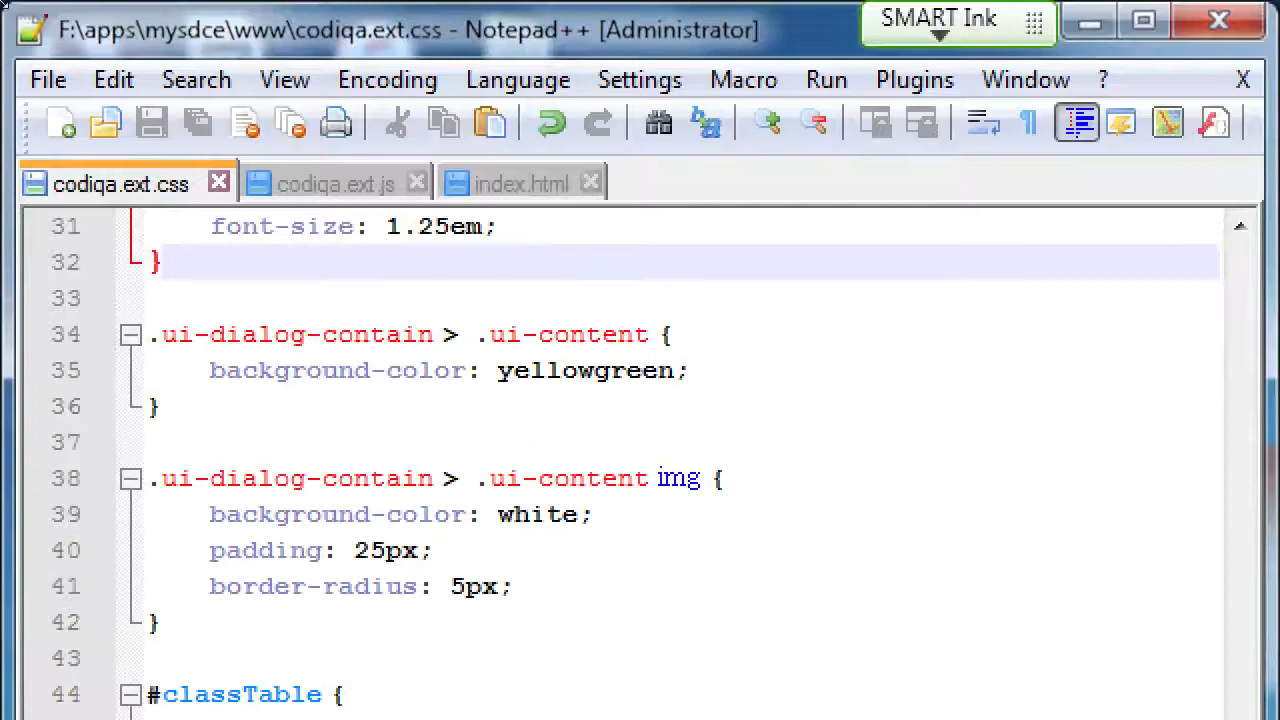 F:\apps\mysdce\www\codiqa.ext.css - Notepad++ [Administrator]
SMART Ink
File Edit Search View Encoding Language Settings Macro Run Plugins Window ? X
codiqa.ext.css codiqa.ext.js index.html
31 font-size: 1.25em;
32 }
33
34 .ui-dialog-contain > .ui-content {
35 background-color: yellowgreen;
36 }
37
38 .ui-dialog-contain > .ui-content img {
39 background-color: white;
40 padding: 25px;
41 border-radius: 5px;
42 }
43
44 #classTable {